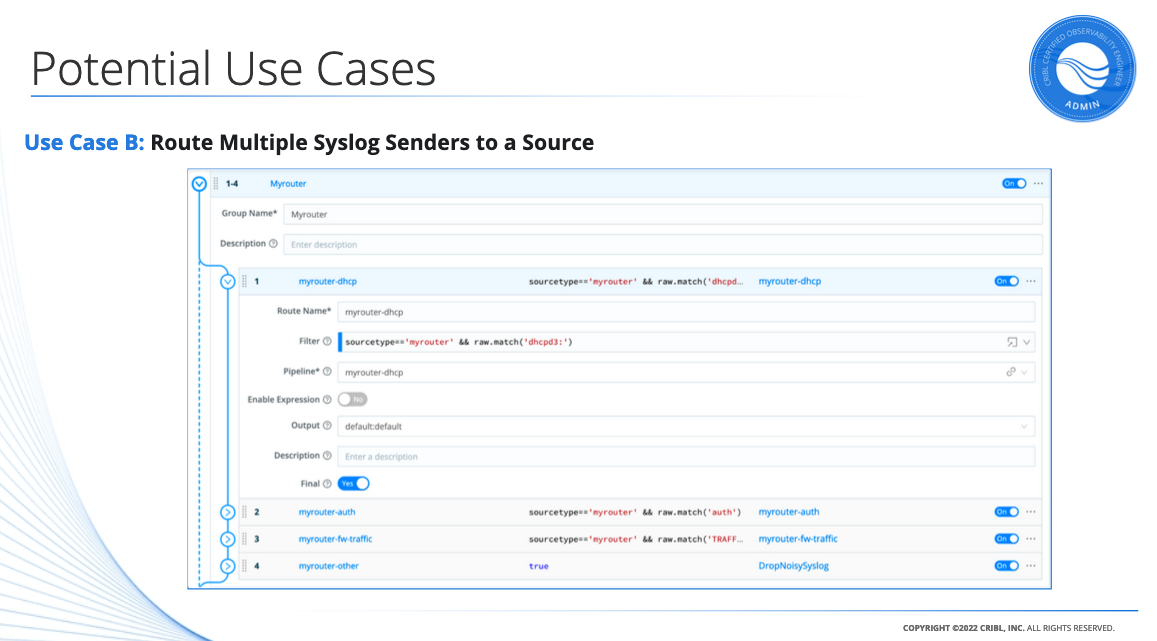 Potential Use Cases
CRIBL CERTIFIED OBSERVABILITY ENGINEER
ADMIN
Use Case B: Route Multiple Syslog Senders to a Source
1-4 Myrouter On ...
Group Name* Myrouter
Description Enter description
1 myrouter-dhcp sourcetype=='myrouter' && raw.match('dhcpd... myrouter-dhcp On ...
Route Name* myrouter-dhcp
Filter sourcetype=='myrouter' && raw.match('dhcpd3:')
Pipeline* myrouter-dhcp
Enable Expression No
Output default:default
Description Enter a description
Final Yes
2 myrouter-auth sourcetype=='myrouter' && raw.match('auth') myrouter-auth On ...
3 myrouter-fw-traffic sourcetype=='myrouter' && raw.match('TRAFF... myrouter-fw-traffic On ...
4 myrouter-other true DropNoisySyslog On ...
COPYRIGHT ©2022 CRIBL, INC. ALL RIGHTS RESERVED.